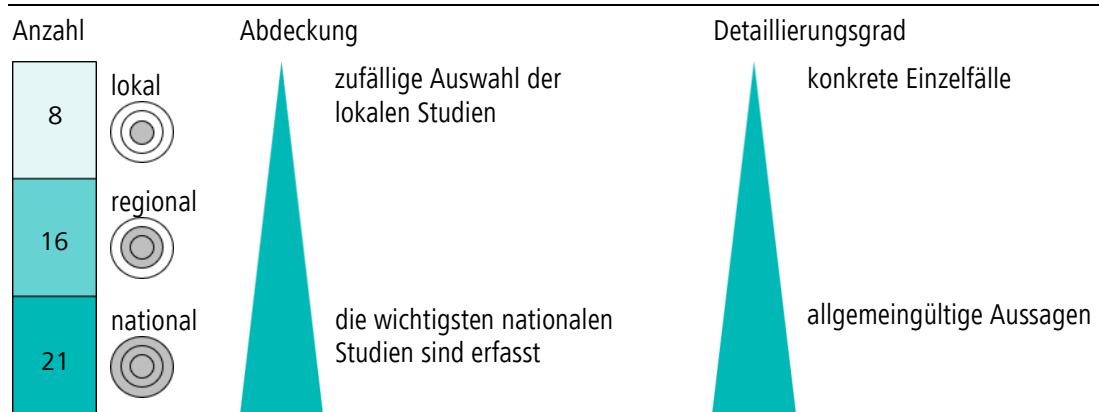 Anzahl
Abdeckung
Detaillierungsgrad
8
lokal
zufällige Auswahl der
lokalen Studien
konkrete Einzelfälle
16
regional
21
national
die wichtigsten nationalen
Studien sind erfasst
allgemeingültige Aussagen